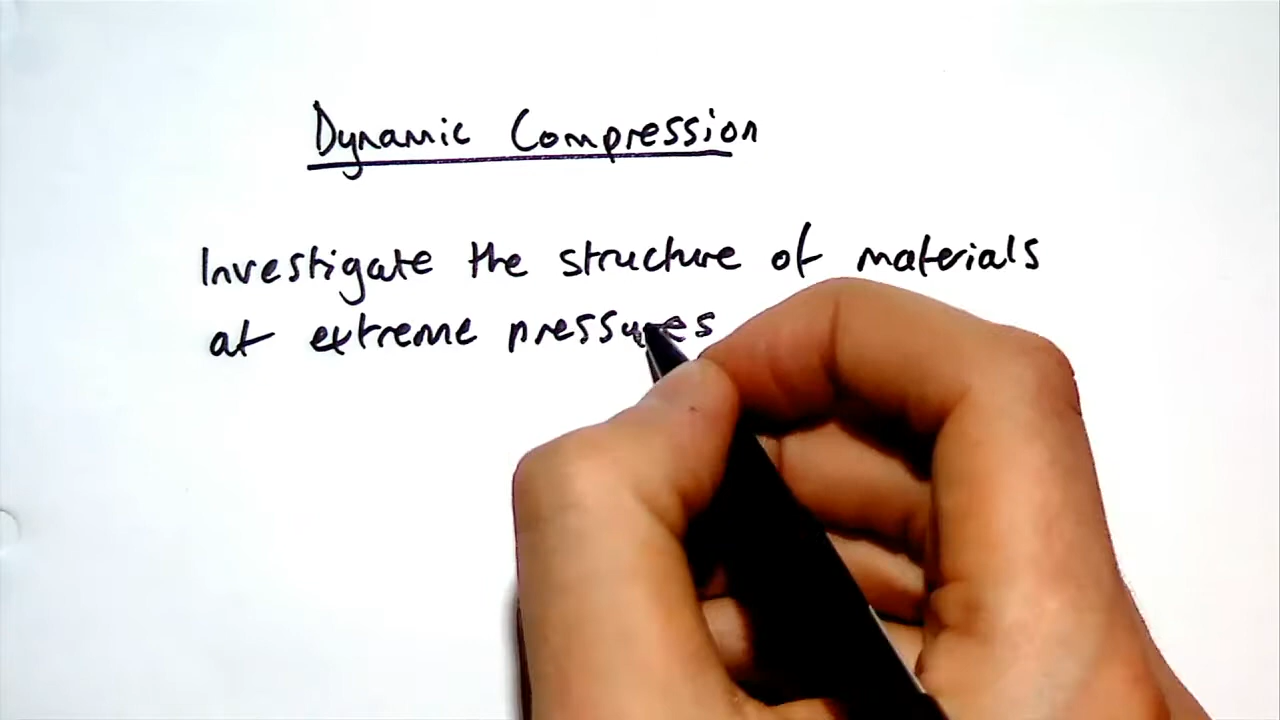 Dynamic Compression
Investigate the structure of materials
at extreme pressures